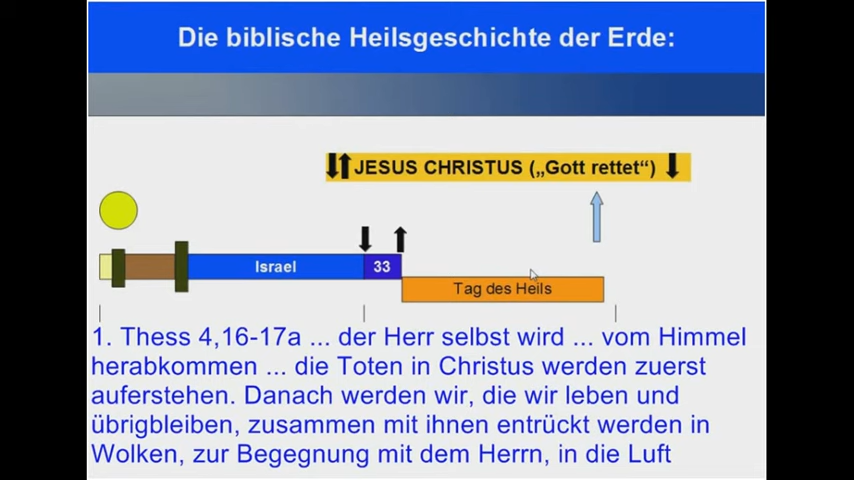 Die biblische Heilsgeschichte der Erde:
JESUS CHRISTUS („Gott rettet“)
Israel
33
Tag des Heils
1. Thess 4,16-17a ... der Herr selbst wird ... vom Himmel
herabkommen ... die Toten in Christus werden zuerst
auferstehen. Danach werden wir, die wir leben und
übrigbleiben, zusammen mit ihnen entrückt werden in
Wolken, zur Begegnung mit dem Herrn, in die Luft